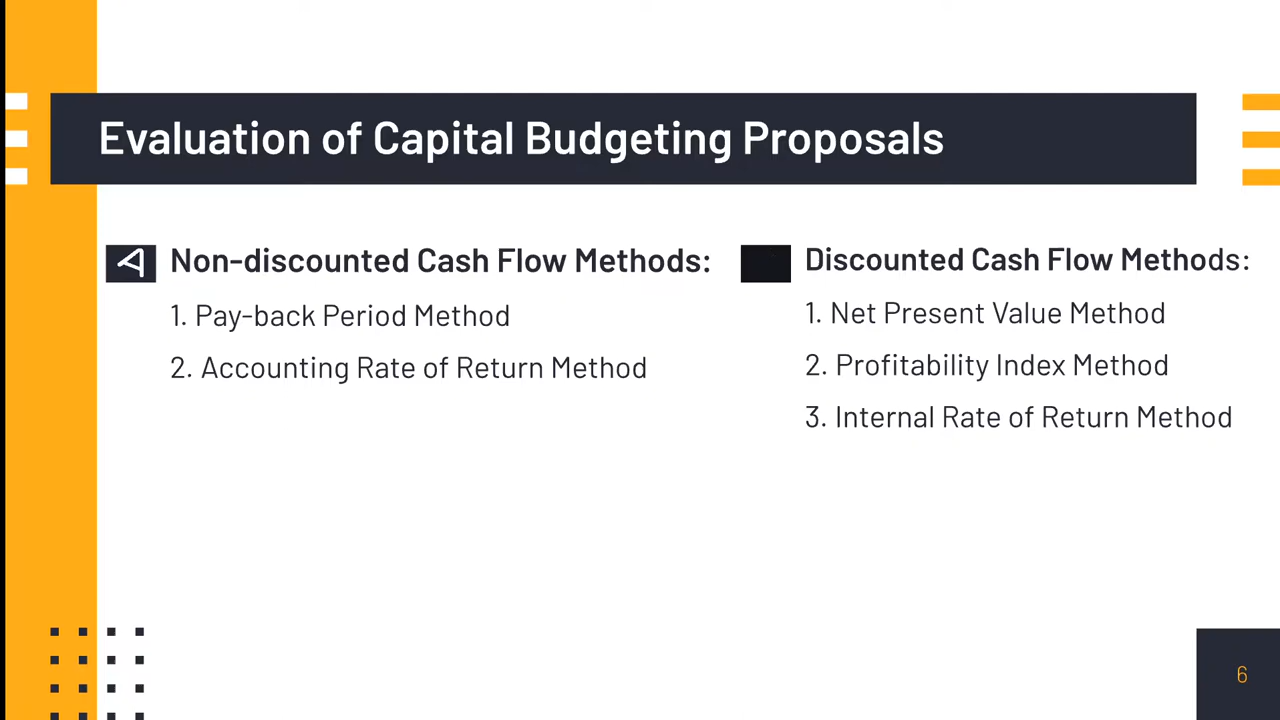 Evaluation of Capital Budgeting Proposals
A
Non-discounted Cash Flow Methods:
1. Pay-back Period Method
2. Accounting Rate of Return Method
Discounted Cash Flow Methods:
1. Net Present Value Method
2. Profitability Index Method
3. Internal Rate of Return Method
6